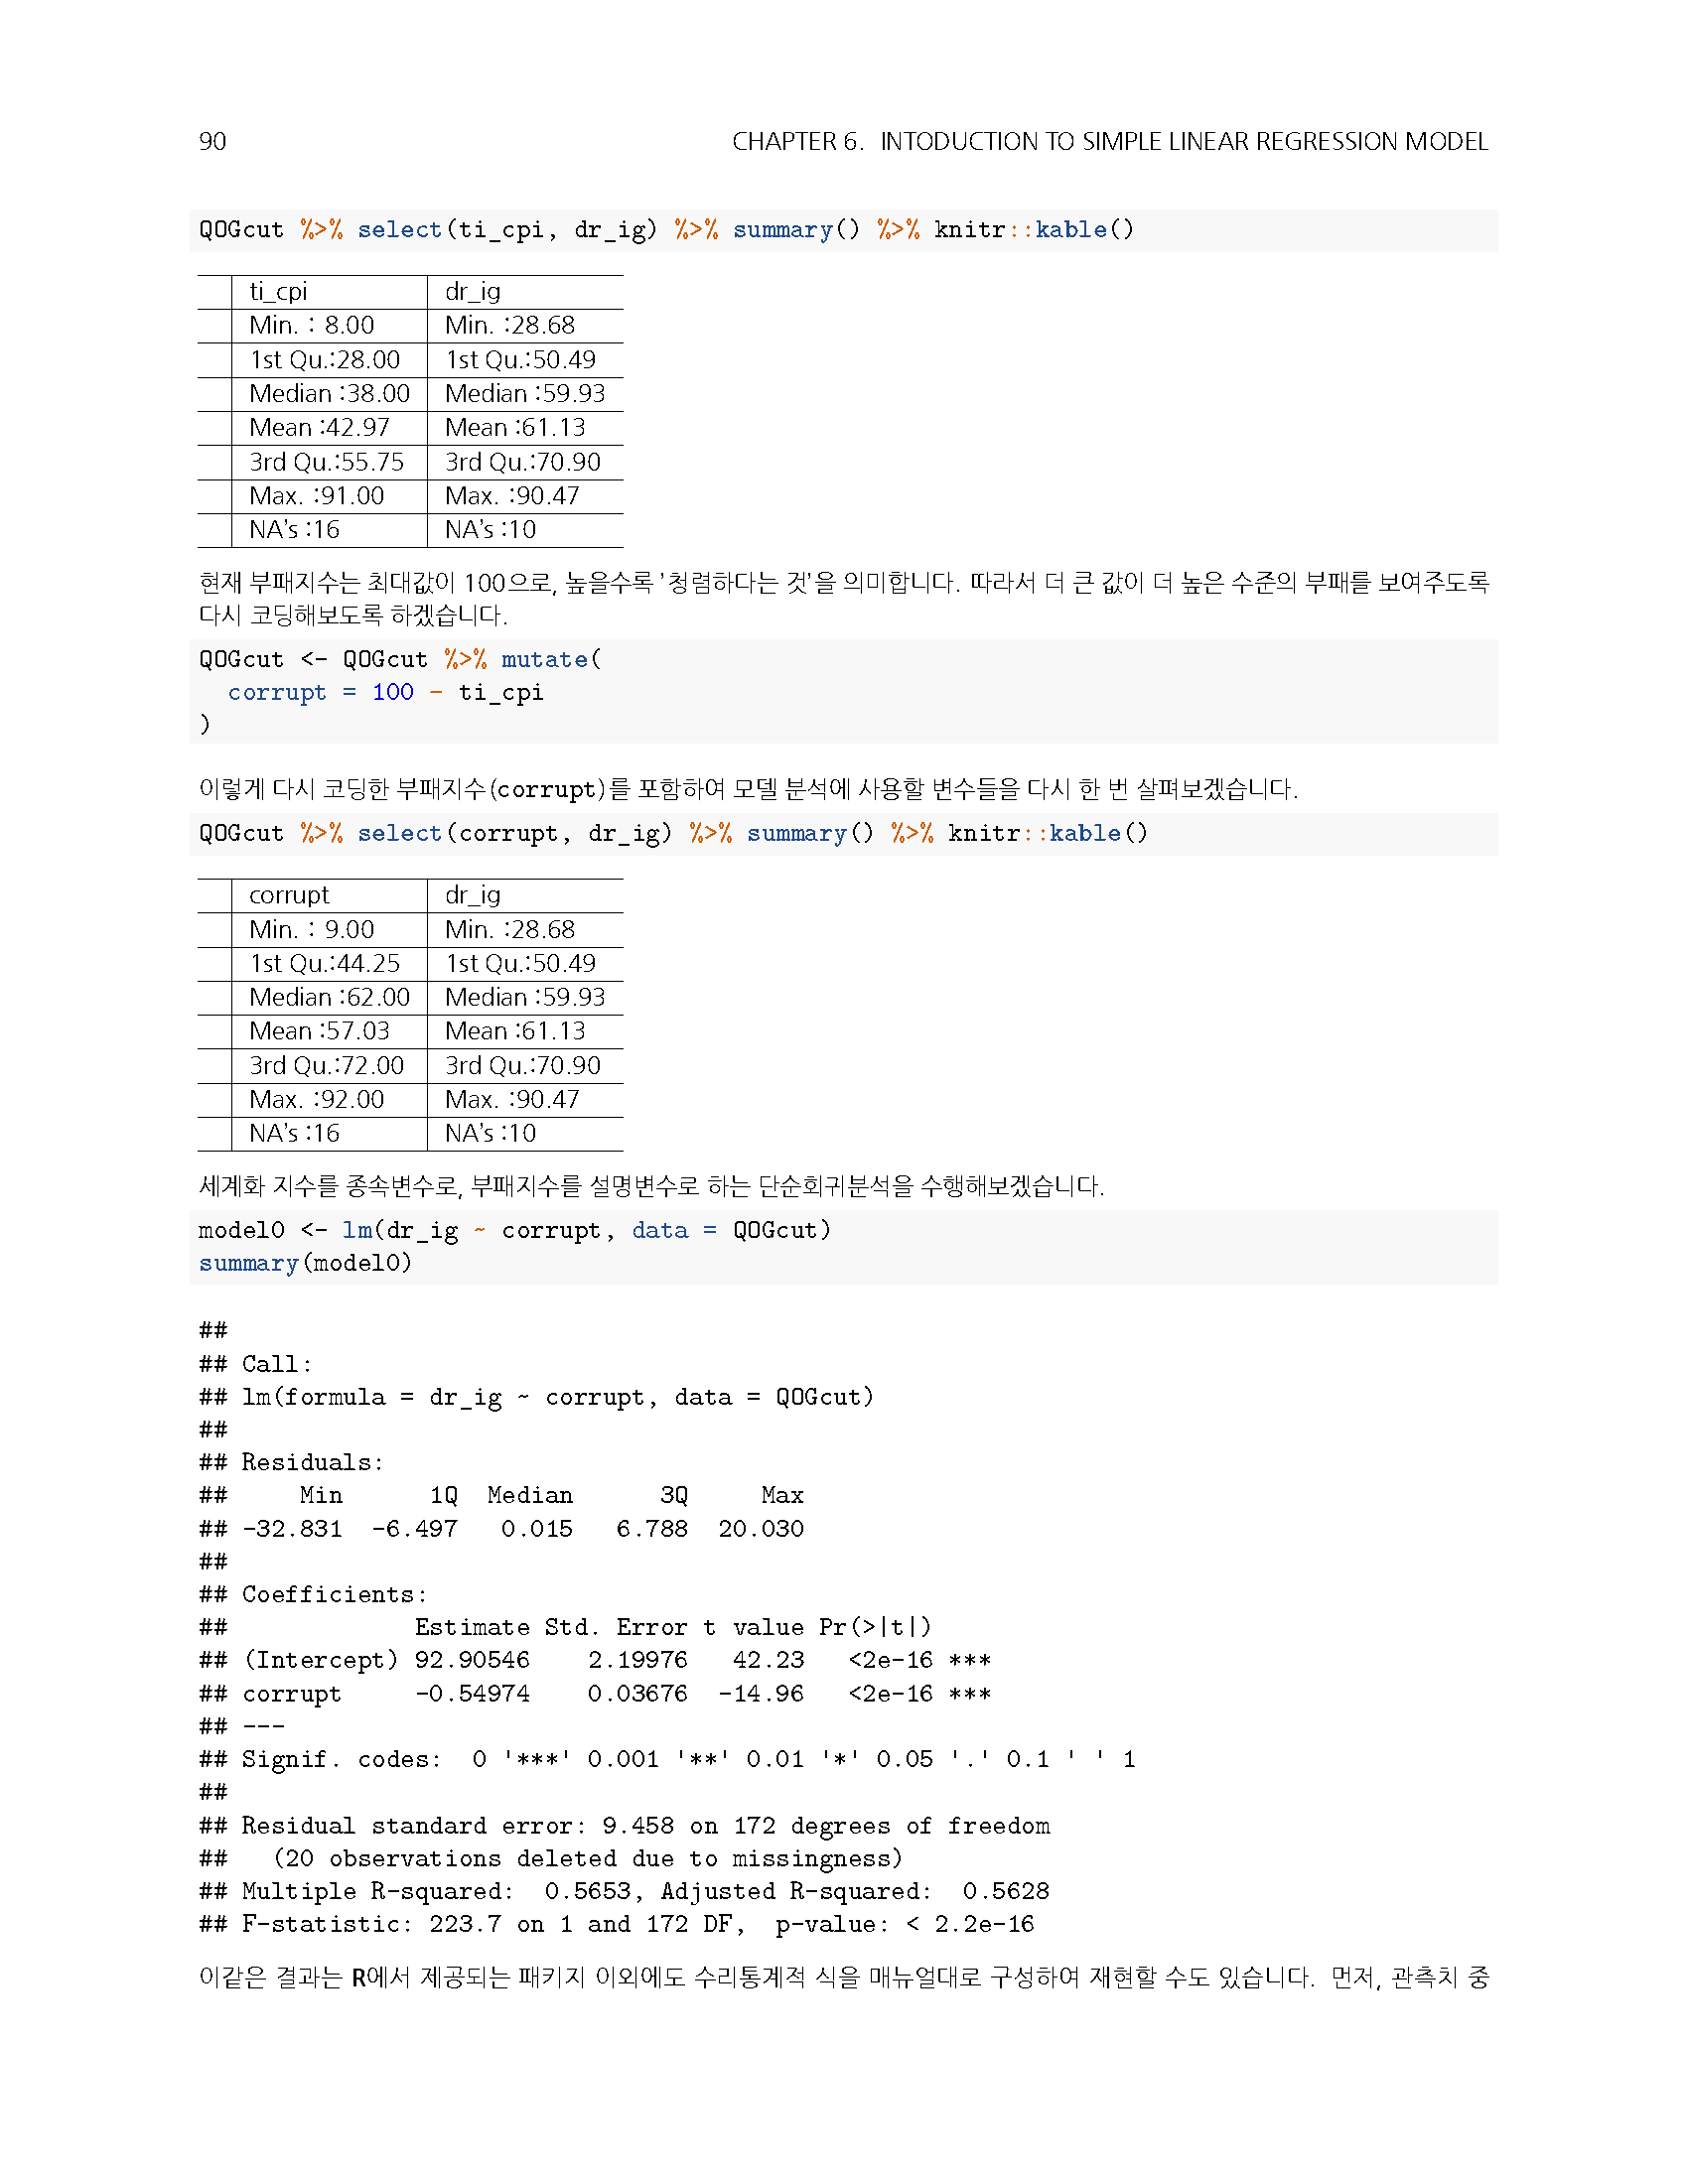 90 CHAPTER 6. INTODUCTION TO SIMPLE LINEAR REGRESSION MODEL
QOGcut %>% select(ti_cpi, dr_ig) %>% summary() %>% knitr::kable()
ti_cpi dr_ig
Min. : 8.00 Min. :28.68
1st Qu.:28.00 1st Qu.:50.49
Median :38.00 Median :59.93
Mean :42.97 Mean :61.13
3rd Qu.:55.75 3rd Qu.:70.90
Max. :91.00 Max. :90.47
NA's :16 NA's :10
현재 부패지수는 최대값이 100으로, 높을수록 '청렴하다는 것'을 의미합니다. 따라서 더 큰 값이 더 높은 수준의 부패를 보여주도록
다시 코딩해보도록 하겠습니다.
QOGcut <- QOGcut %>% mutate(
  corrupt = 100 - ti_cpi
)
이렇게 다시 코딩한 부패지수(corrupt)를 포함하여 모델 분석에 사용할 변수들을 다시 한 번 살펴보겠습니다.
QOGcut %>% select(corrupt, dr_ig) %>% summary() %>% knitr::kable()
corrupt dr_ig
Min. : 9.00 Min. :28.68
1st Qu.:44.25 1st Qu.:50.49
Median :62.00 Median :59.93
Mean :57.03 Mean :61.13
3rd Qu.:72.00 3rd Qu.:70.90
Max. :92.00 Max. :90.47
NA's :16 NA's :10
세계화 지수를 종속변수로, 부패지수를 설명변수로 하는 단순회귀분석을 수행해보겠습니다.
model0 <- lm(dr_ig ~ corrupt, data = QOGcut)
summary(model0)
##
## Call:
## lm(formula = dr_ig ~ corrupt, data = QOGcut)
##
## Residuals:
##     Min      1Q  Median      3Q     Max
## -32.831  -6.497   0.015   6.788  20.030
##
## Coefficients:
##             Estimate Std. Error t value Pr(>|t|)
## (Intercept) 92.90546    2.19976   42.23   <2e-16 ***
## corrupt     -0.54974    0.03676  -14.96   <2e-16 ***
## ---
## Signif. codes:  0 '***' 0.001 '**' 0.01 '*' 0.05 '.' 0.1 ' ' 1
##
## Residual standard error: 9.458 on 172 degrees of freedom
##   (20 observations deleted due to missingness)
## Multiple R-squared:  0.5653, Adjusted R-squared:  0.5628
## F-statistic: 223.7 on 1 and 172 DF,  p-value: < 2.2e-16
이같은 결과는 R에서 제공되는 패키지 이외에도 수리통계적 식을 매뉴얼대로 구성하여 재현할 수도 있습니다. 먼저, 관측치 중